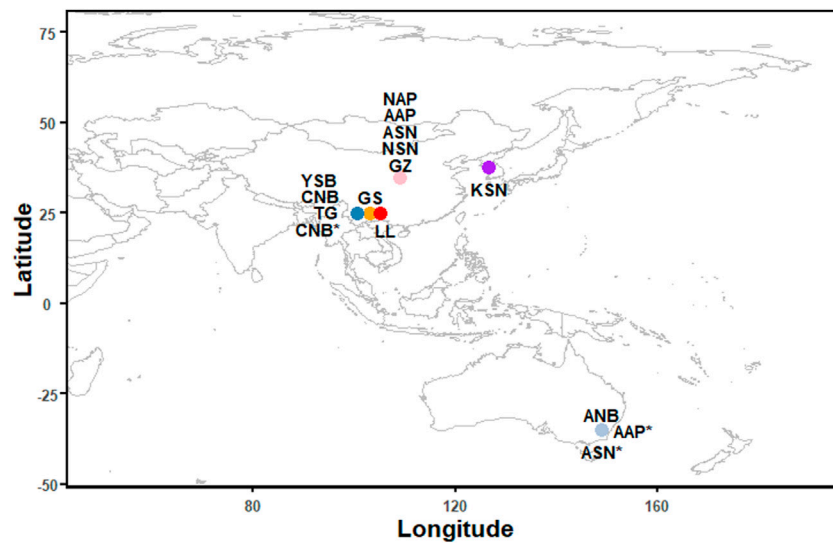 75
50
25
0
-25
-50
Latitude
NAP
AAP
ASN
NSN
GZ
YSB
CNB
TG
CNB*
GS
LL
KSN
ANB
AAP*
ASN*
80
120
160
Longitude